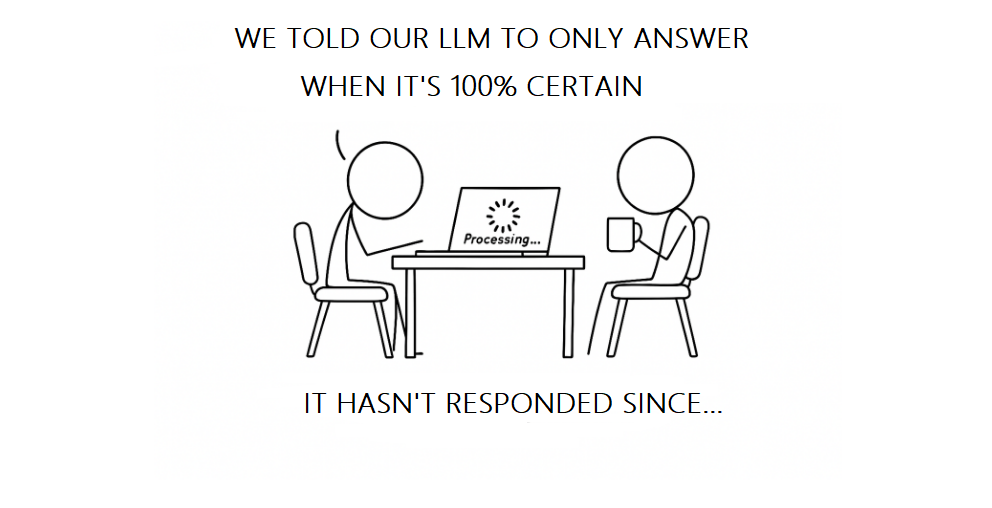 WE TOLD OUR LLM TO ONLY ANSWER
WHEN IT'S 100% CERTAIN
Processing...
IT HASN'T RESPONDED SINCE...